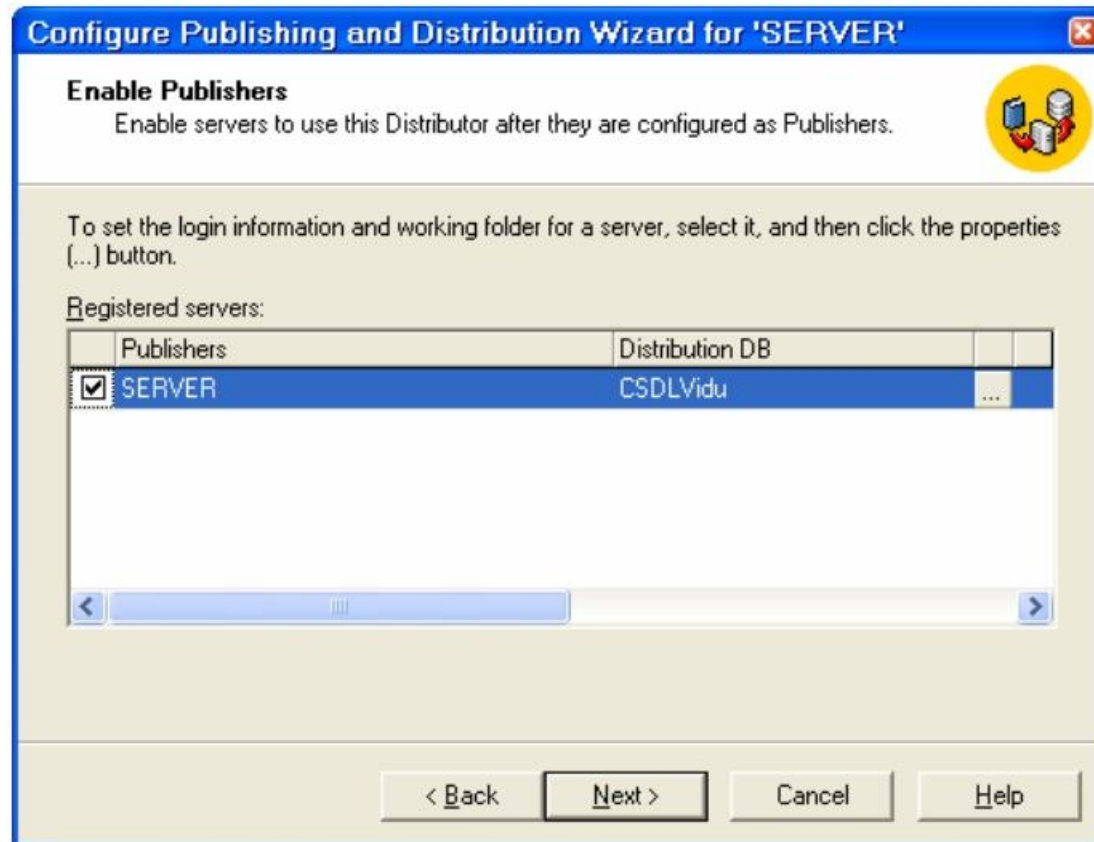 Configure Publishing and Distribution Wizard for 'SERVER'
Enable Publishers
Enable servers to use this Distributor after they are configured as Publishers.
To set the login information and working folder for a server, select it, and then click the properties
(...) button.
Registered servers:
Publishers Distribution DB
SERVER CSDLVidu ...
< Back Next > Cancel Help